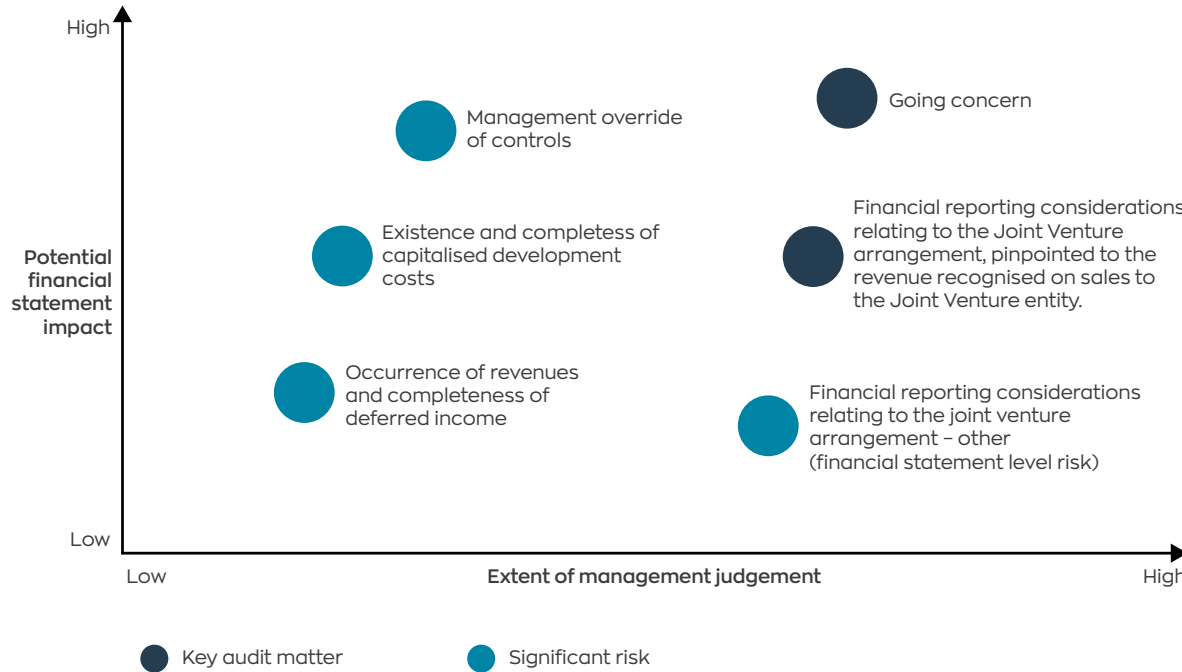 High
Management override
of controls
Going concern
Existence and completess of
capitalised development
costs
Financial reporting considerations
relating to the Joint Venture
arrangement, pinpointed to the
revenue recognised on sales to
the Joint Venture entity.
Potential
financial
statement
impact
Occurrence of revenues
and completeness of
deferred income
Financial reporting considerations
relating to the joint venture
arrangement – other
(financial statement level risk)
Low
Low
Extent of management judgement
High
Key audit matter
Significant risk